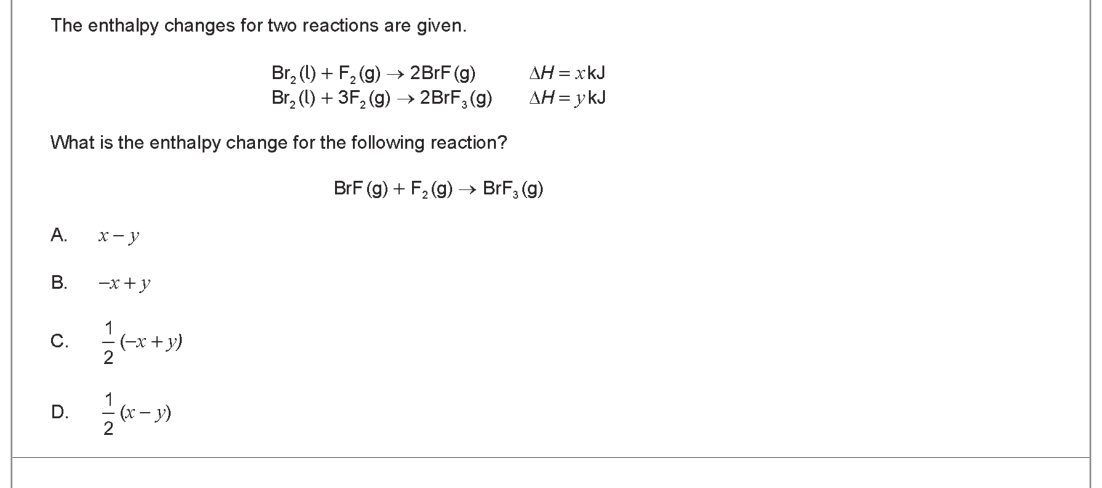 The enthalpy changes for two reactions are given.
Br₂(l) + F₂(g) → 2BrF(g) ΔH = x kJ
Br₂(l) + 3F₂(g) → 2BrF₃(g) ΔH = y kJ
What is the enthalpy change for the following reaction?
BrF(g) + F₂(g) → BrF₃(g)
A. x – y
B. –x + y
C. 1/2 (–x + y)
D. 1/2 (x – y)